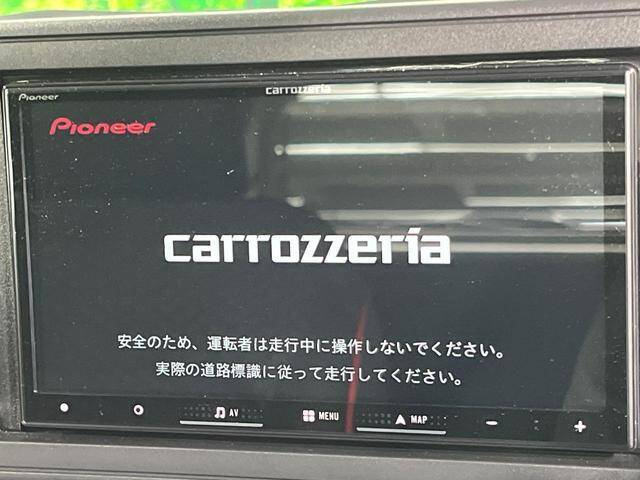 Pioneer
carrozzeria
Pioneer
carrozzeria
安全のため、運転者は走行中に操作しないでください。
実際の道路標識に従って走行してください。
AV MENU MAP - +